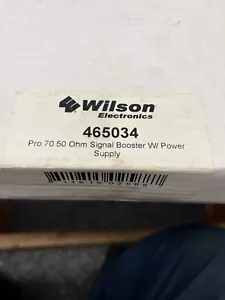 Wilson
Electronics
465034
Pro 70 50 Ohm Signal Booster W/ Power
Supply